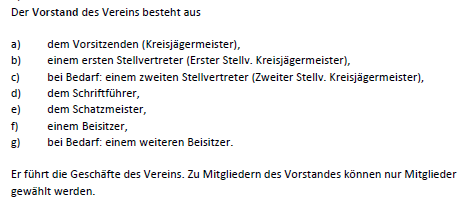 Der Vorstand des Vereins besteht aus
a) dem Vorsitzenden (Kreisjägermeister),
b) einem ersten Stellvertreter (Erster Stellv. Kreisjägermeister),
c) bei Bedarf: einem zweiten Stellvertreter (Zweiter Stellv. Kreisjägermeister),
d) dem Schriftführer,
e) dem Schatzmeister,
f) einem Beisitzer,
g) bei Bedarf: einem weiteren Beisitzer.
Er führt die Geschäfte des Vereins. Zu Mitgliedern des Vorstandes können nur Mitglieder
gewählt werden.